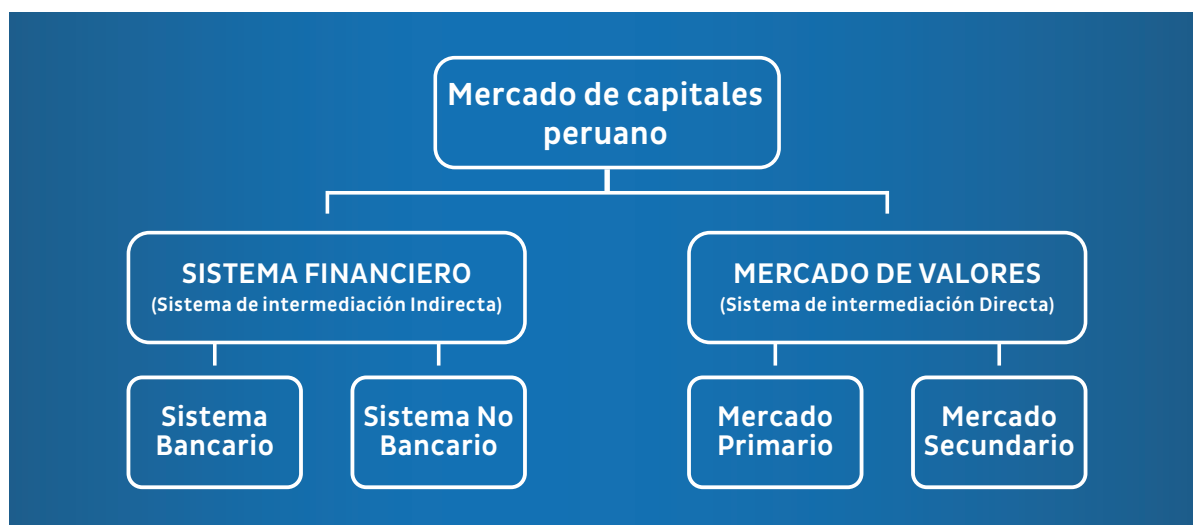 Mercado de capitales
peruano
SISTEMA FINANCIERO
(Sistema de intermediación Indirecta)
MERCADO DE VALORES
(Sistema de intermediación Directa)
Sistema
Bancario
Sistema No
Bancario
Mercado
Primario
Mercado
Secundario